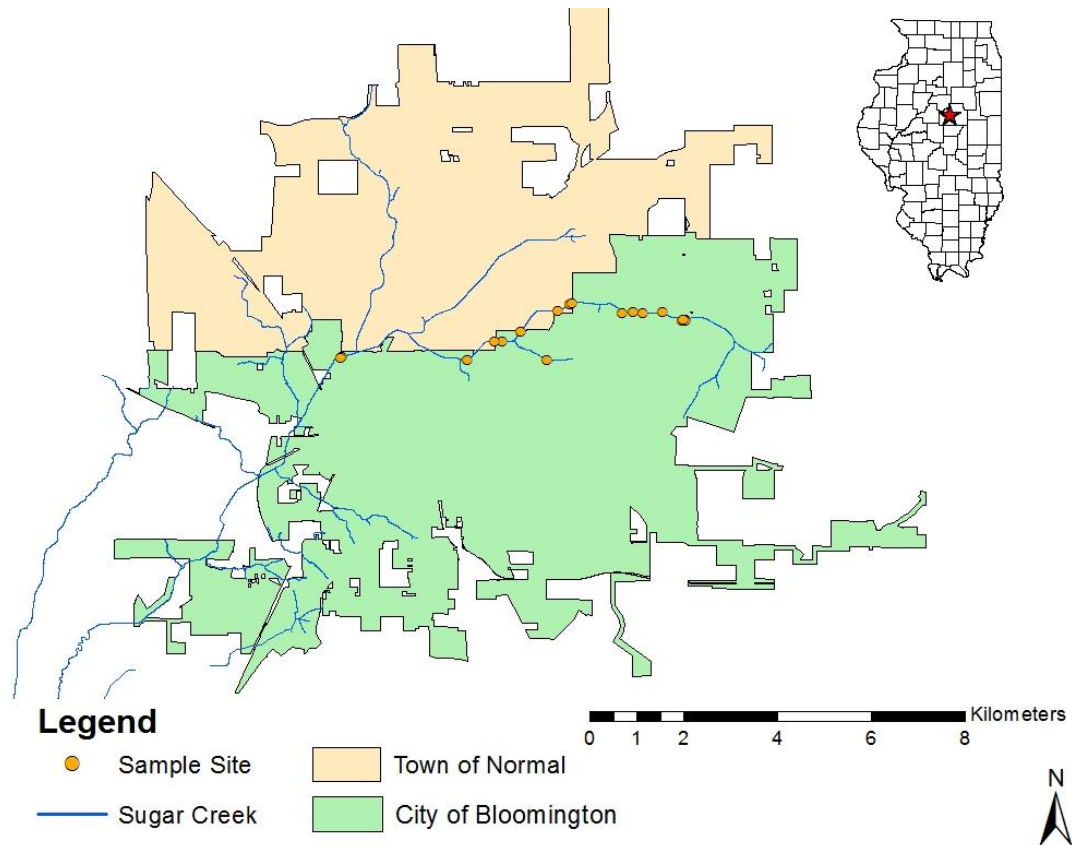 Legend
Sample Site
Town of Normal
Sugar Creek
City of Bloomington
Kilometers
0 1 2 4 6 8
N